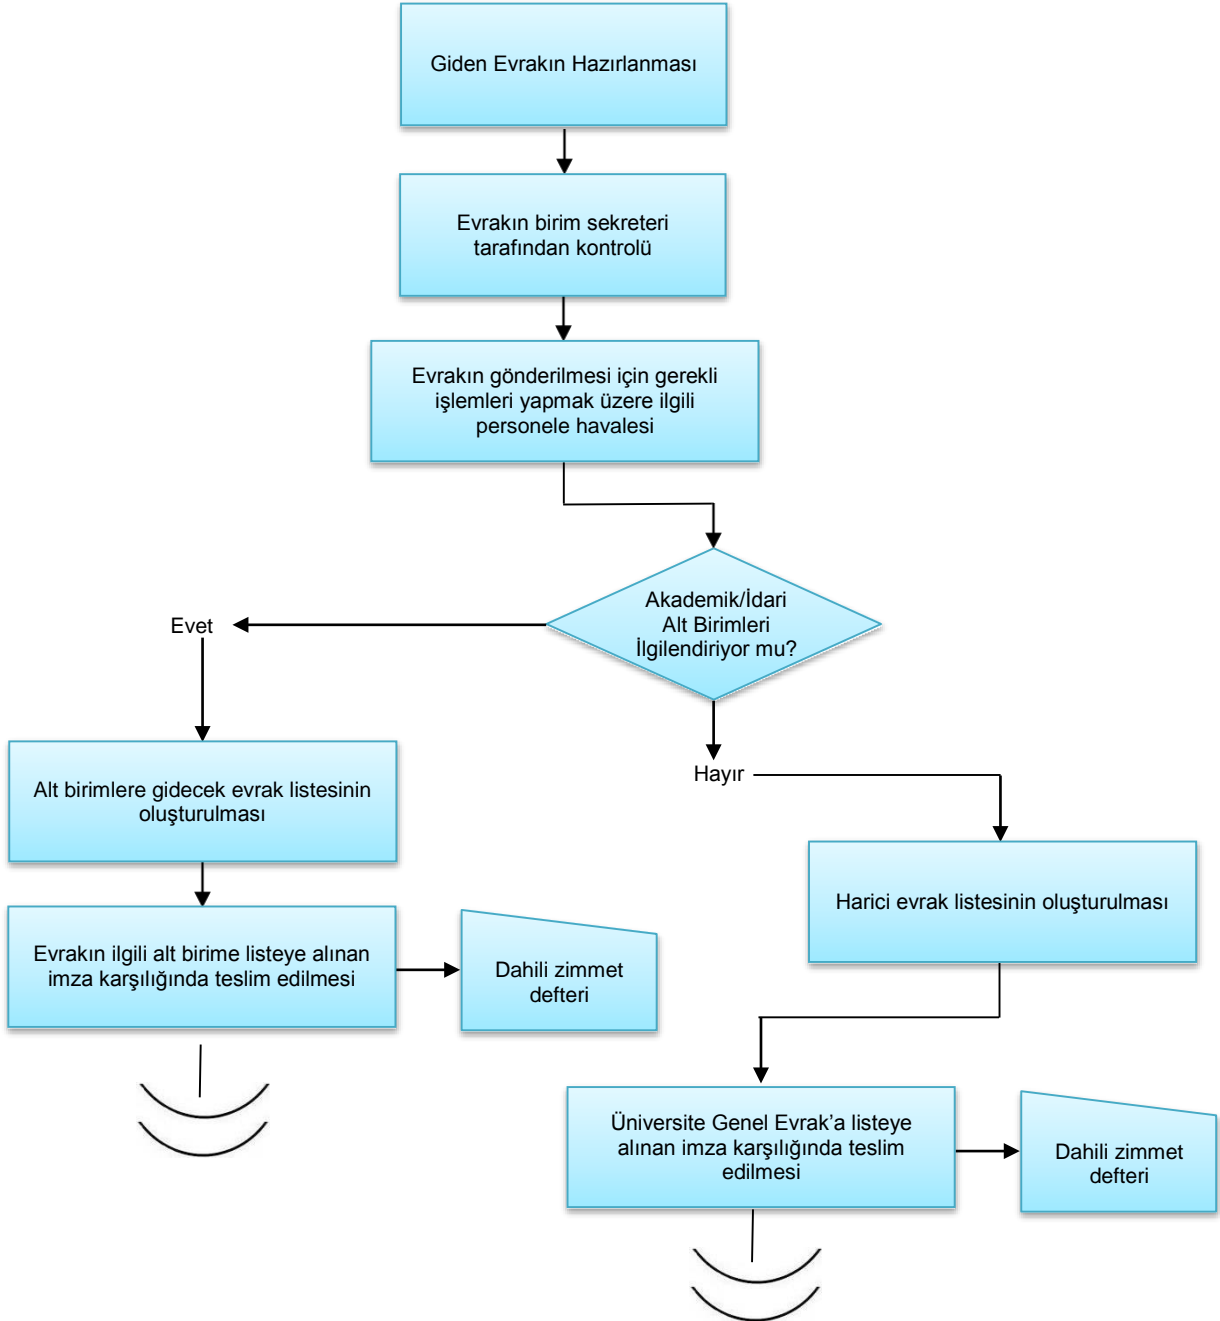 Giden Evrakın Hazırlanması
Evrakın birim sekreteri
tarafından kontrolü
Evrakın gönderilmesi için gerekli
işlemleri yapmak üzere ilgili
personele havalesi
Akademik/İdari
Alt Birimleri
İlgilendiriyor mu?
Evet
Hayır
Alt birimlere gidecek evrak listesinin
oluşturulması
Harici evrak listesinin oluşturulması
Evrakın ilgili alt birime listeye alınan
imza karşılığında teslim edilmesi
Dahili zimmet
defteri
Üniversite Genel Evrak’a listeye
alınan imza karşılığında teslim
edilmesi
Dahili zimmet
defteri